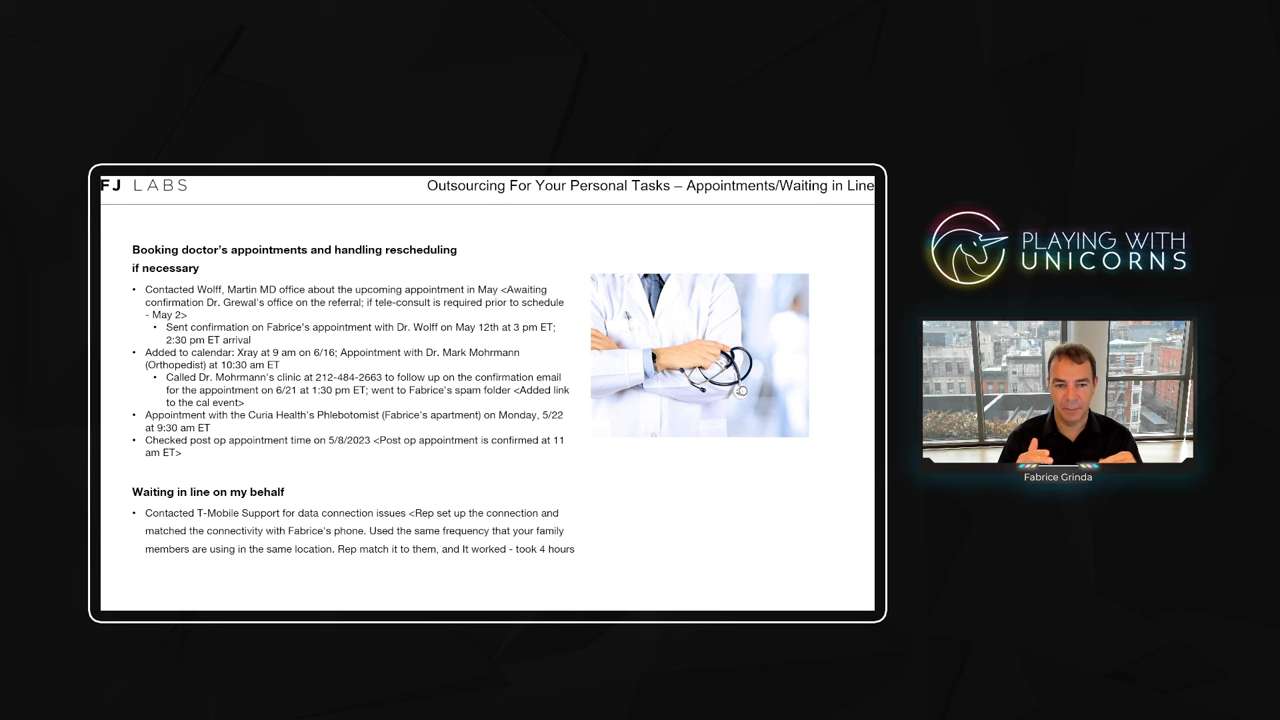 FJ LABS
Outsourcing For Your Personal Tasks – Appointments/Waiting in Line
Booking doctor's appointments and handling rescheduling
if necessary
• Contacted Wolff, Martin MD office about the upcoming appointment in May <Awaiting
confirmation Dr. Grewal's office on the referral; if tele-consult is required prior to schedule
- May 2>
• Sent confirmation on Fabrice's appointment with Dr. Wolff on May 12th at 3 pm ET;
2:30 pm ET arrival
• Added to calendar: Xray at 9 am on 6/16; Appointment with Dr. Mark Mohrmann
(Orthopedist) at 10:30 am ET
• Called Dr. Mohrmann's clinic at 212-484-2663 to follow up on the confirmation email
for the appointment on 6/21 at 1:30 pm ET; went to Fabrice's spam folder <Added link
to the cal event>
• Appointment with the Curia Health's Phlebotomist (Fabrice's apartment) on Monday, 5/22
at 9:30 am ET
• Checked post op appointment time on 5/8/2023 <Post op appointment is confirmed at 11
am ET>
Waiting in line on my behalf
• Contacted T-Mobile Support for data connection issues <Rep set up the connection and
matched the connectivity with Fabrice's phone. Used the same frequency that your family
members are using in the same location. Rep match it to them, and It worked - took 4 hours
PLAYING WITH
UNICORNS
Fabrice Grinda